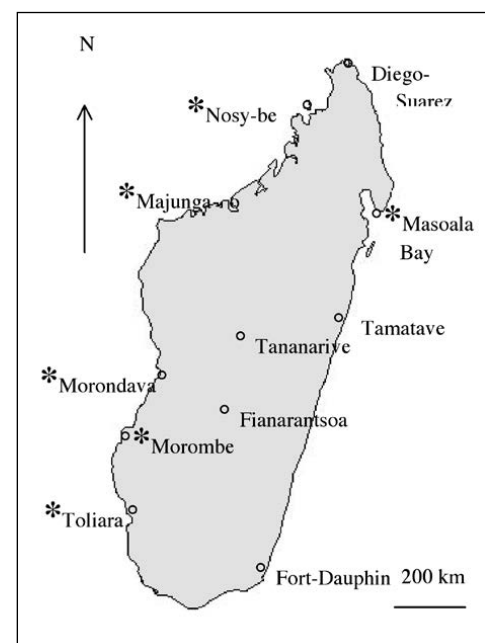 N
Diego-
Suarez
*Nosy-be
*Majunga
*Masoala
Bay
Tamatave
Tananarive
*Morondava
Fianarantsoa
*Morombe
*Toliara
Fort-Dauphin
200 km